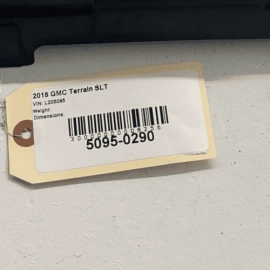 2018 GMC Terrain SLT
VIN: L205295
Weight:
Dimensions:
5095-0290